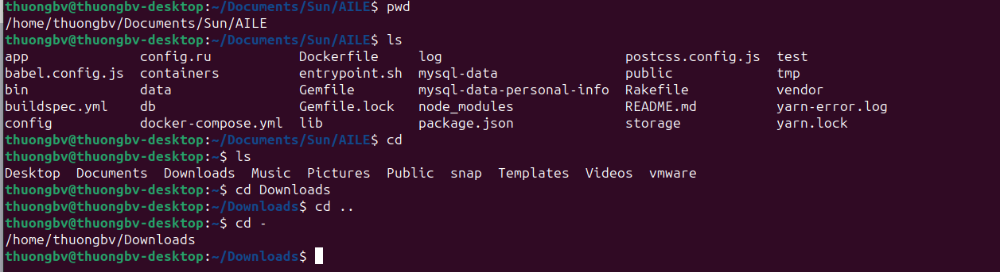 thuongbv@thuongbv-desktop:~/Documents/Sun/AILE$ pwd
/home/thuongbv/Documents/Sun/AILE
thuongbv@thuongbv-desktop:~/Documents/Sun/AILE$ ls
app config.ru Dockerfile log postcss.config.js test
babel.config.js containers entrypoint.sh mysql-data public tmp
bin data Gemfile mysql-data-personal-info Rakefile vendor
buildspec.yml db Gemfile.lock node_modules README.md yarn-error.log
config docker-compose.yml lib package.json storage yarn.lock
thuongbv@thuongbv-desktop:~/Documents/Sun/AILE$ cd
thuongbv@thuongbv-desktop:~$ ls
Desktop Documents Downloads Music Pictures Public snap Templates Videos vmware
thuongbv@thuongbv-desktop:~$ cd Downloads
thuongbv@thuongbv-desktop:~/Downloads$ cd ..
thuongbv@thuongbv-desktop:~$ cd -
/home/thuongbv/Downloads
thuongbv@thuongbv-desktop:~/Downloads$